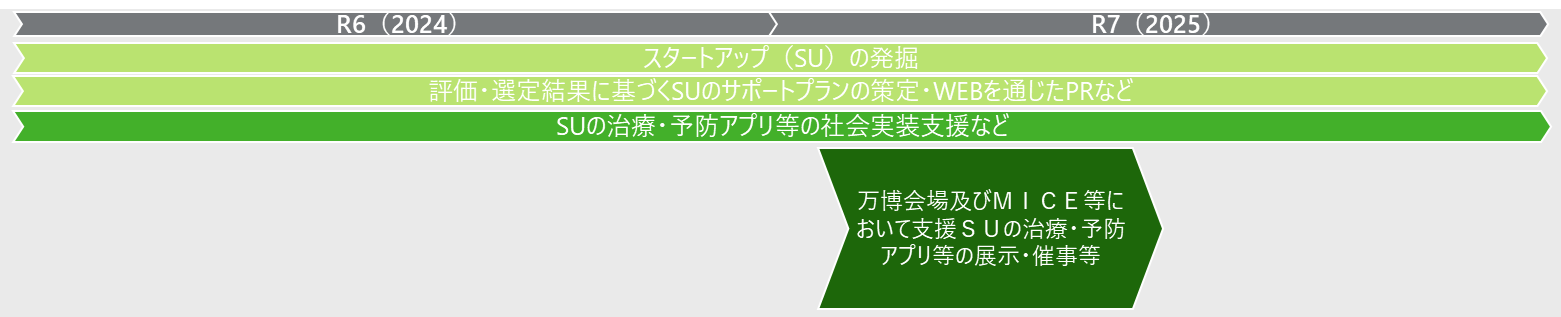 R6（2024）
R7（2025）
スタートアップ（SU）の発掘
評価・選定結果に基づくSUのサポートプランの策定・WEBを通じたPRなど
SUの治療・予防アプリ等の社会実装支援など
万博会場及びＭＩＣＥ等に
おいて支援ＳＵの治療・予防
アプリ等の展示・催事等